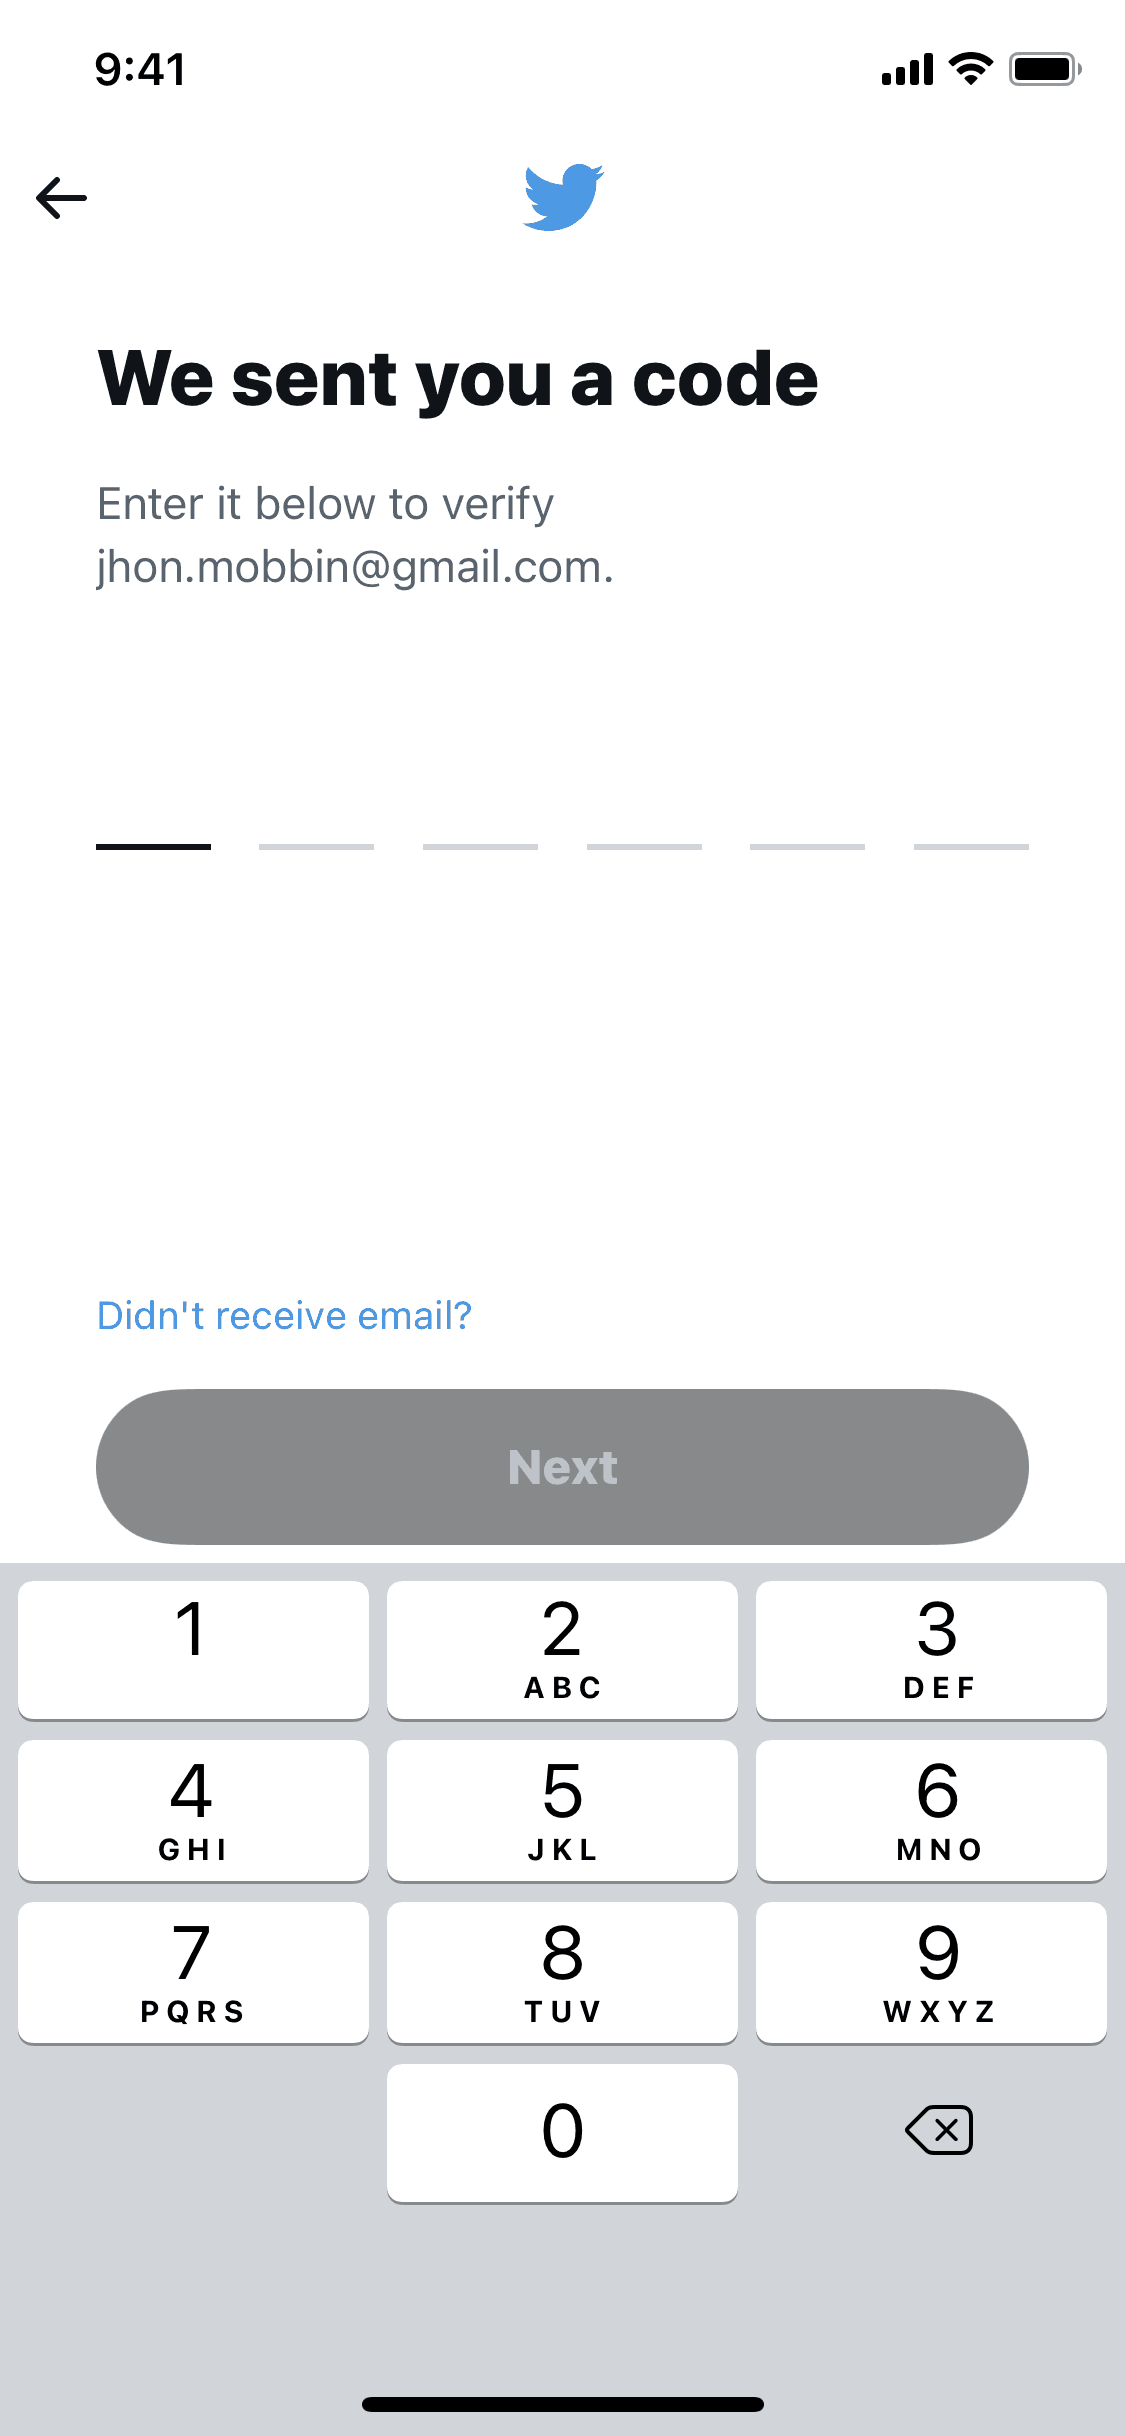 9:41
We sent you a code
Enter it below to verify
jhon.mobbin@gmail.com.
Didn't receive email?
Next
1
2
ABC
3
DEF
4
GHI
5
JKL
6
MNO
7
PQRS
8
TUV
9
WXYZ
0